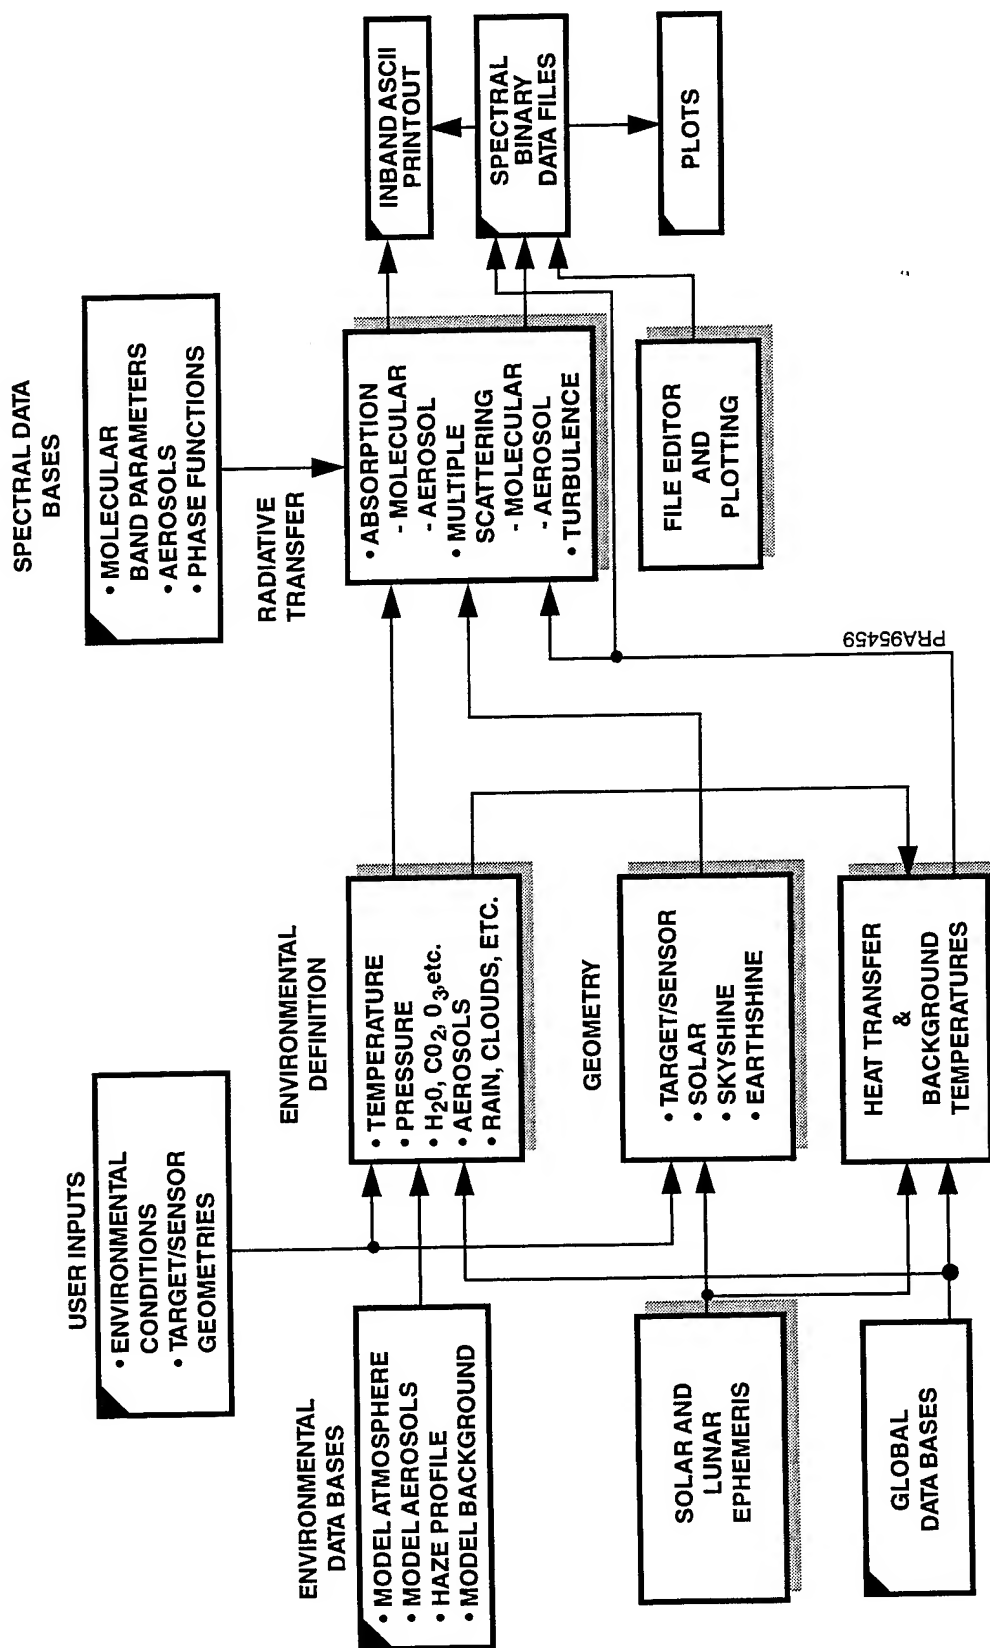 USER INPUTS
• ENVIRONMENTAL
CONDITIONS
• TARGET/SENSOR
GEOMETRIES
SPECTRAL DATA
BASES
• MOLECULAR
BAND PARAMETERS
• AEROSOLS
• PHASE FUNCTIONS
ENVIRONMENTAL
DATA BASES
• MODEL ATMOSPHERE
• MODEL AEROSOLS
• HAZE PROFILE
• MODEL BACKGROUND
ENVIRONMENTAL
DEFINITION
• TEMPERATURE
• PRESSURE
• H₂O, CO₂, O₃,etc.
• AEROSOLS
• RAIN, CLOUDS, ETC.
RADIATIVE
TRANSFER
• ABSORPTION
- MOLECULAR
- AEROSOL
• MULTIPLE
SCATTERING
- MOLECULAR
- AEROSOL
• TURBULENCE
INBAND ASCII
PRINTOUT
SPECTRAL
BINARY
DATA FILES
PLOTS
SOLAR AND
LUNAR
EPHEMERIS
GEOMETRY
• TARGET/SENSOR
• SOLAR
• SKYSHINE
• EARTHSHINE
FILE EDITOR
AND
PLOTTING
GLOBAL
DATA BASES
HEAT TRANSFER
&
BACKGROUND
TEMPERATURES
PRA95459